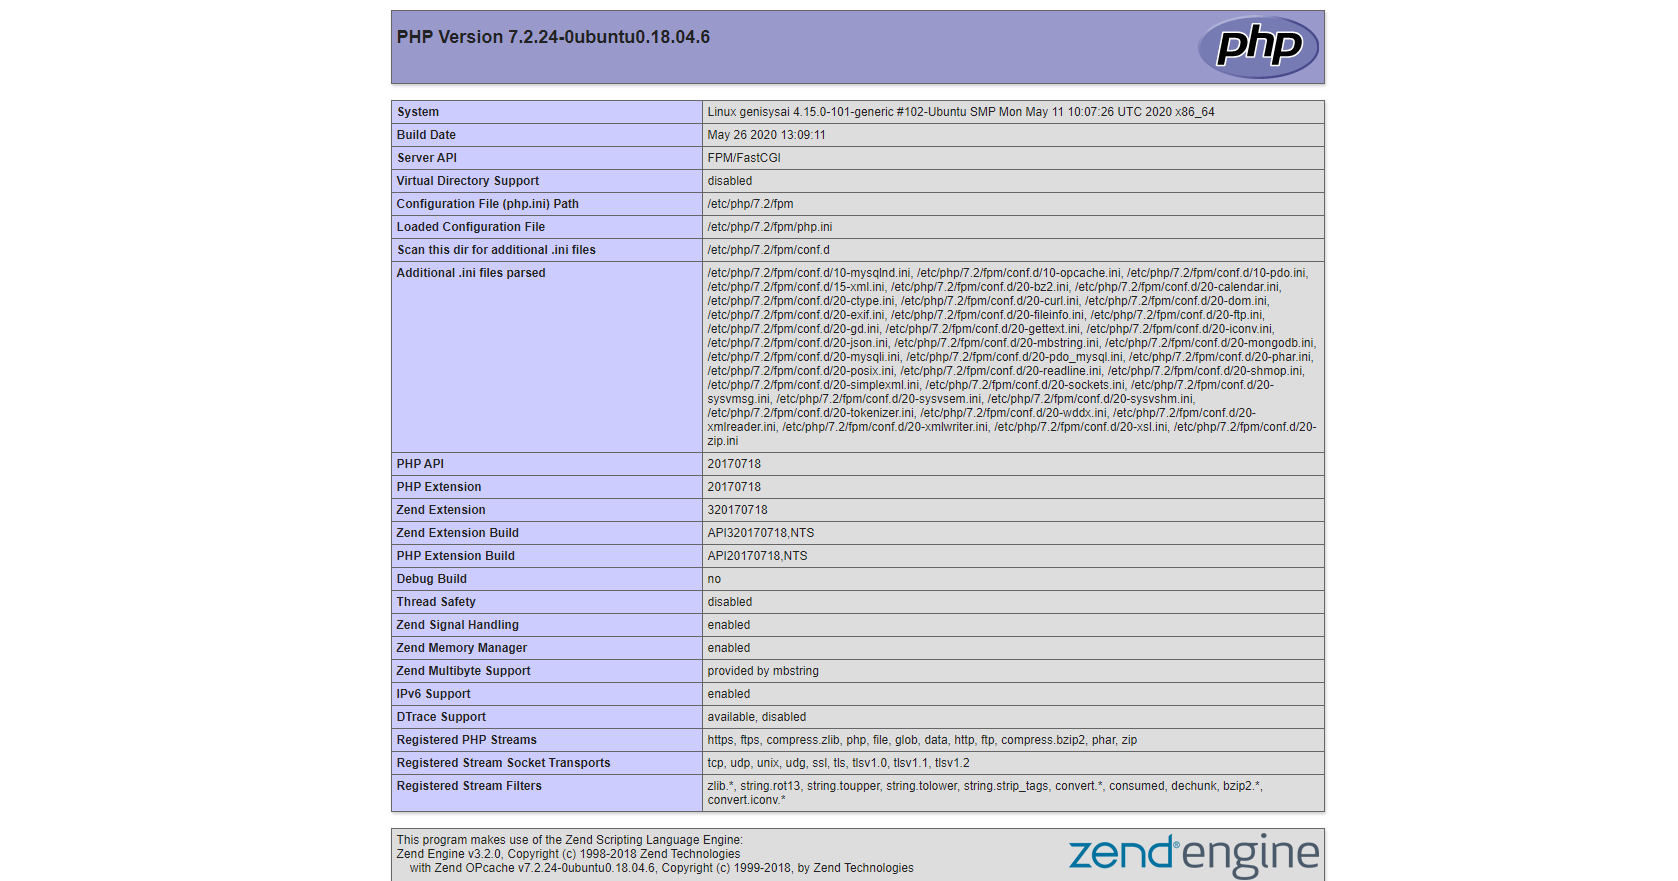 PHP Version 7.2.24-0ubuntu0.18.04.6
php
System Linux genisysai 4.15.0-101-generic #102-Ubuntu SMP Mon May 11 10:07:26 UTC 2020 x86_64
Build Date May 26 2020 13:09:11
Server API FPM/FastCGI
Virtual Directory Support disabled
Configuration File (php.ini) Path /etc/php/7.2/fpm
Loaded Configuration File /etc/php/7.2/fpm/php.ini
Scan this dir for additional .ini files /etc/php/7.2/fpm/conf.d
Additional .ini files parsed /etc/php/7.2/fpm/conf.d/10-mysqlnd.ini, /etc/php/7.2/fpm/conf.d/10-opcache.ini, /etc/php/7.2/fpm/conf.d/10-pdo.ini,
/etc/php/7.2/fpm/conf.d/15-xml.ini, /etc/php/7.2/fpm/conf.d/20-bz2.ini, /etc/php/7.2/fpm/conf.d/20-calendar.ini,
/etc/php/7.2/fpm/conf.d/20-ctype.ini, /etc/php/7.2/fpm/conf.d/20-curl.ini, /etc/php/7.2/fpm/conf.d/20-dom.ini,
/etc/php/7.2/fpm/conf.d/20-exif.ini, /etc/php/7.2/fpm/conf.d/20-fileinfo.ini, /etc/php/7.2/fpm/conf.d/20-ftp.ini,
/etc/php/7.2/fpm/conf.d/20-gd.ini, /etc/php/7.2/fpm/conf.d/20-gettext.ini, /etc/php/7.2/fpm/conf.d/20-iconv.ini,
/etc/php/7.2/fpm/conf.d/20-json.ini, /etc/php/7.2/fpm/conf.d/20-mbstring.ini, /etc/php/7.2/fpm/conf.d/20-mongodb.ini,
/etc/php/7.2/fpm/conf.d/20-mysqli.ini, /etc/php/7.2/fpm/conf.d/20-pdo_mysql.ini, /etc/php/7.2/fpm/conf.d/20-phar.ini,
/etc/php/7.2/fpm/conf.d/20-posix.ini, /etc/php/7.2/fpm/conf.d/20-readline.ini, /etc/php/7.2/fpm/conf.d/20-shmop.ini,
/etc/php/7.2/fpm/conf.d/20-simplexml.ini, /etc/php/7.2/fpm/conf.d/20-sockets.ini, /etc/php/7.2/fpm/conf.d/20-
sysvmsg.ini, /etc/php/7.2/fpm/conf.d/20-sysvsem.ini, /etc/php/7.2/fpm/conf.d/20-sysvshm.ini,
/etc/php/7.2/fpm/conf.d/20-tokenizer.ini, /etc/php/7.2/fpm/conf.d/20-wddx.ini, /etc/php/7.2/fpm/conf.d/20-
xmlreader.ini, /etc/php/7.2/fpm/conf.d/20-xmlwriter.ini, /etc/php/7.2/fpm/conf.d/20-xsl.ini, /etc/php/7.2/fpm/conf.d/20-
zip.ini
PHP API 20170718
PHP Extension 20170718
Zend Extension 320170718
Zend Extension Build API320170718,NTS
PHP Extension Build API20170718,NTS
Debug Build no
Thread Safety disabled
Zend Signal Handling enabled
Zend Memory Manager enabled
Zend Multibyte Support provided by mbstring
IPv6 Support enabled
DTrace Support available, disabled
Registered PHP Streams https, ftps, compress.zlib, php, file, glob, data, http, ftp, compress.bzip2, phar, zip
Registered Stream Socket Transports tcp, udp, unix, udg, ssl, tls, tlsv1.0, tlsv1.1, tlsv1.2
Registered Stream Filters zlib.*, string.rot13, string.toupper, string.tolower, string.strip_tags, convert.*, consumed, dechunk, bzip2.*,
convert.iconv.*
This program makes use of the Zend Scripting Language Engine:
Zend Engine v3.2.0, Copyright (c) 1998-2018 Zend Technologies
with Zend OPcache v7.2.24-0ubuntu0.18.04.6, Copyright (c) 1999-2018, by Zend Technologies
zend® engine